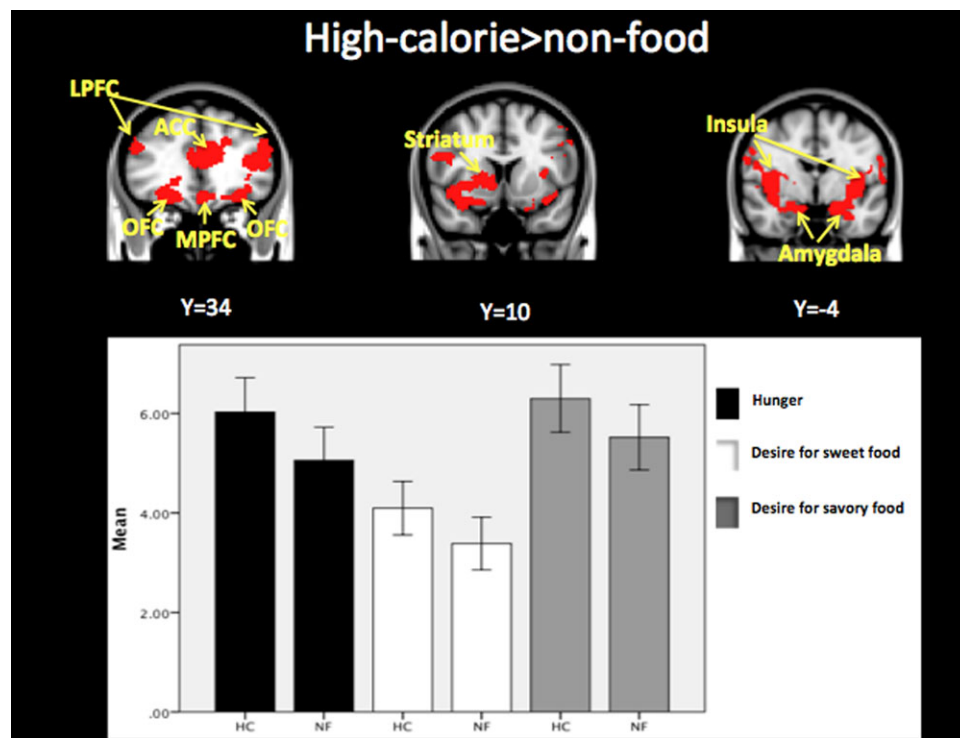 High-calorie>non-food
LPFC
ACC
OFC
MPFC
OFC
Striatum
Insula
Amygdala
Y=34
Y=10
Y=-4
Mean
6.00
4.00
2.00
.00
HC
NF
HC
NF
HC
NF
Hunger
Desire for sweet food
Desire for savory food